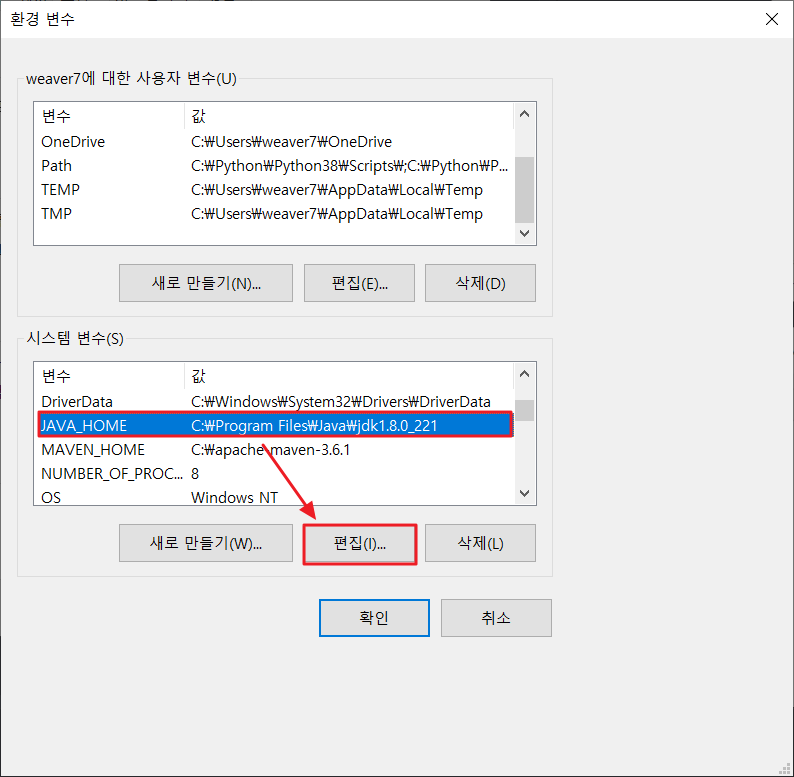 환경 변수
weaver7에 대한 사용자 변수(U)
변수 값
OneDrive C:₩Users₩weaver7₩OneDrive
Path C:₩Python₩Python38₩Scripts₩;C:₩Python₩P...
TEMP C:₩Users₩weaver7₩AppData₩Local₩Temp
TMP C:₩Users₩weaver7₩AppData₩Local₩Temp
새로 만들기(N)... 편집(E)... 삭제(D)
시스템 변수(S)
변수 값
DriverData C:₩Windows₩System32₩Drivers₩DriverData
JAVA_HOME C:₩Program Files₩Java₩jdk1.8.0_221
MAVEN_HOME C:₩apache-maven-3.6.1
NUMBER_OF_PROC... 8
OS Windows NT
새로 만들기(W)... 편집(I)... 삭제(L)
확인 취소